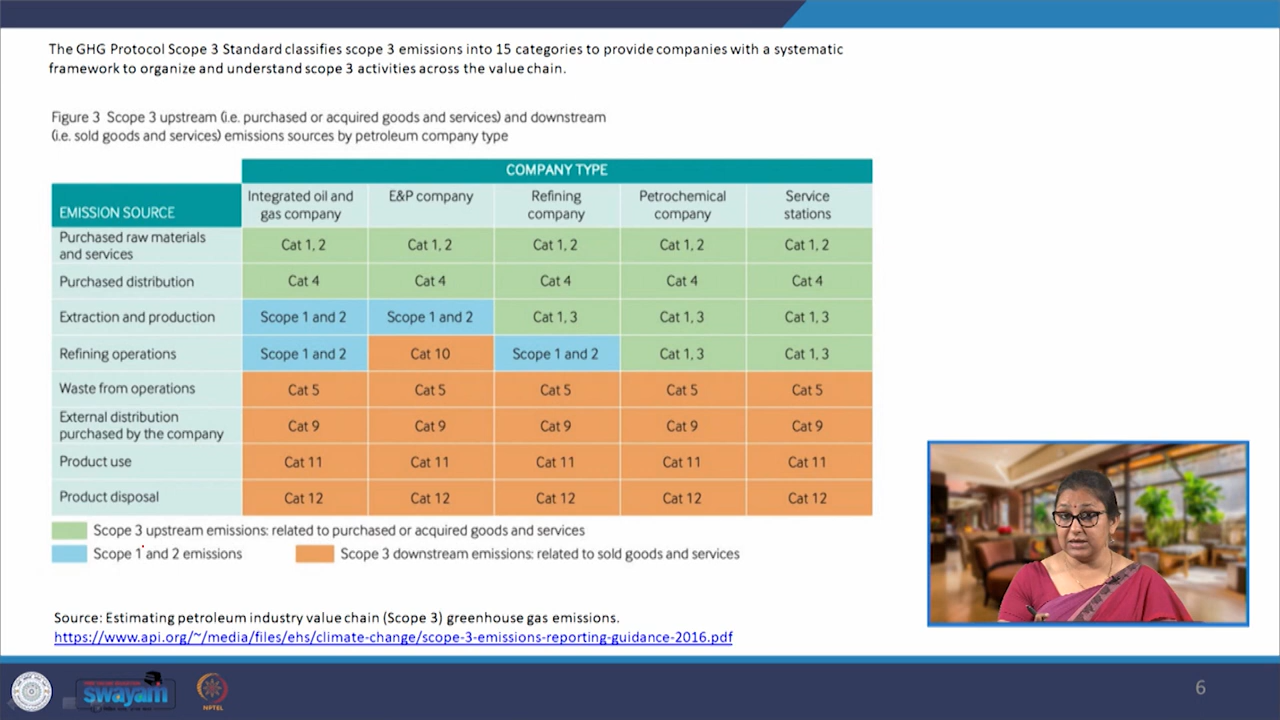 The GHG Protocol Scope 3 Standard classifies scope 3 emissions into 15 categories to provide companies with a systematic
framework to organize and understand scope 3 activities across the value chain.
Figure 3 Scope 3 upstream (i.e. purchased or acquired goods and services) and downstream
(i.e. sold goods and services) emissions sources by petroleum company type
COMPANY TYPE
EMISSION SOURCE
Integrated oil and
gas company
E&P company
Refining
company
Petrochemical
company
Service
stations
Purchased raw materials
and services
Cat 1, 2 Cat 1, 2 Cat 1, 2 Cat 1, 2 Cat 1, 2
Purchased distribution Cat 4 Cat 4 Cat 4 Cat 4 Cat 4
Extraction and production Scope 1 and 2 Scope 1 and 2 Cat 1, 3 Cat 1, 3 Cat 1, 3
Refining operations Scope 1 and 2 Cat 10 Scope 1 and 2 Cat 1, 3 Cat 1, 3
Waste from operations Cat 5 Cat 5 Cat 5 Cat 5 Cat 5
External distribution
purchased by the company
Cat 9 Cat 9 Cat 9 Cat 9 Cat 9
Product use Cat 11 Cat 11 Cat 11 Cat 11 Cat 11
Product disposal Cat 12 Cat 12 Cat 12 Cat 12 Cat 12
Scope 3 upstream emissions: related to purchased or acquired goods and services
Scope 1 and 2 emissions
Scope 3 downstream emissions: related to sold goods and services
Source: Estimating petroleum industry value chain (Scope 3) greenhouse gas emissions.
https://www.api.org/~/media/files/ehs/climate-change/scope-3-emissions-reporting-guidance-2016.pdf
swayam
NPTEL
6